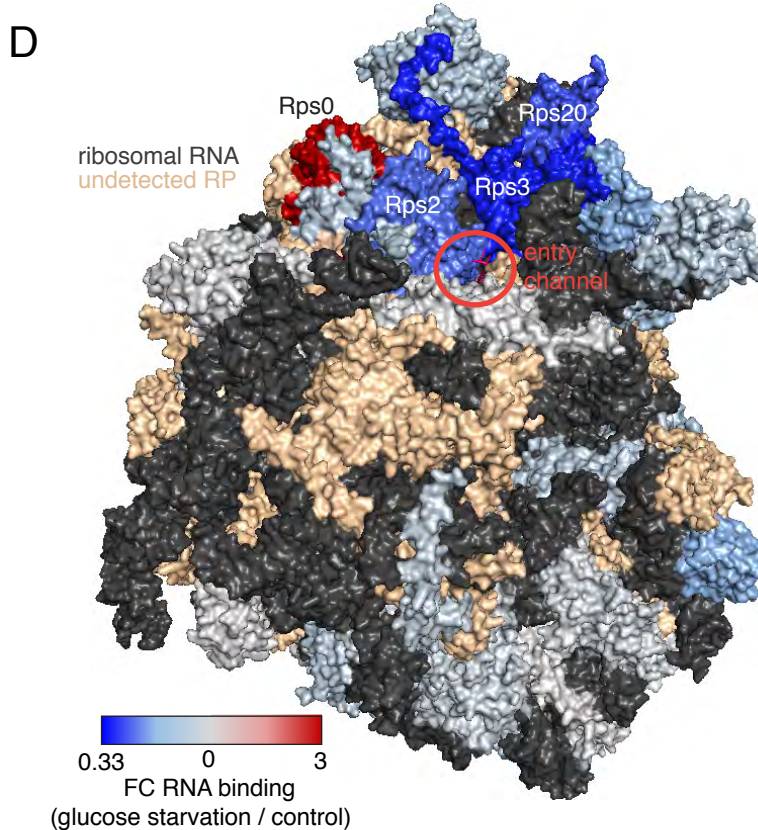 D
Rps0
Rps20
ribosomal RNA
undetected RP
Rps3
Rps2
entry
channel
0.33 0 3
FC RNA binding
(glucose starvation / control)